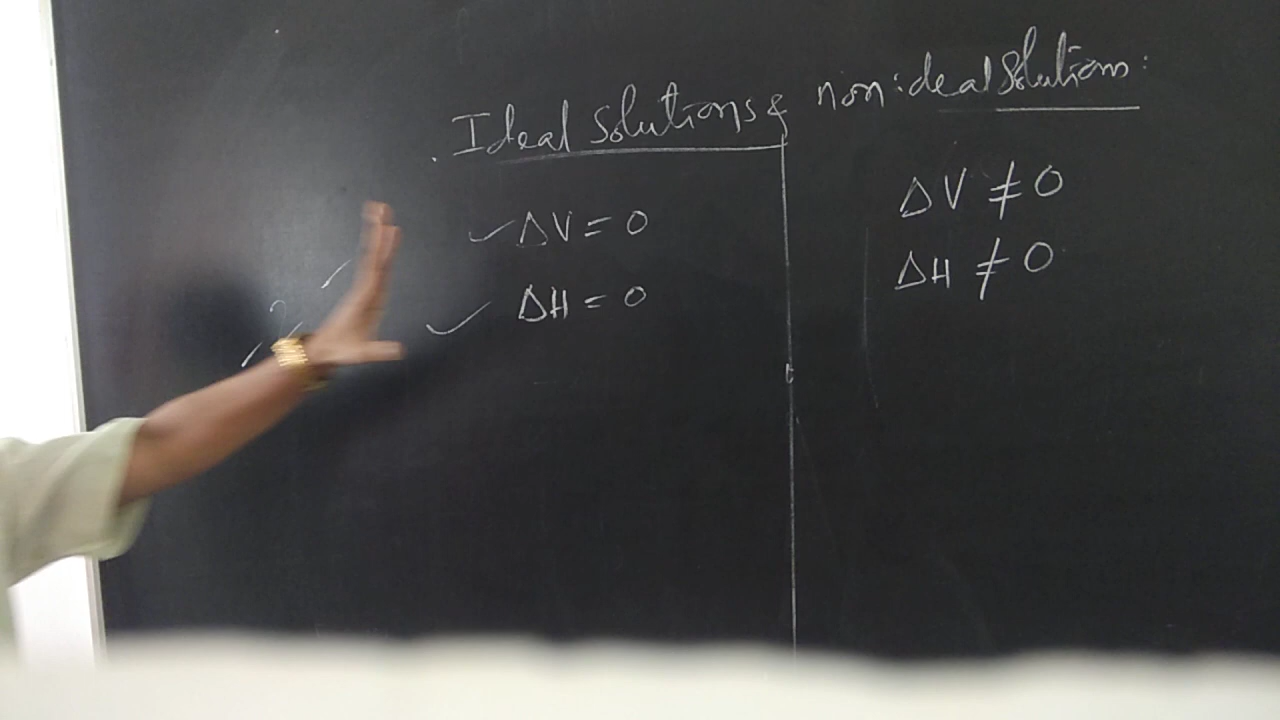 Ideal Solutions & non-ideal Solutions:
✓ ΔV = 0
ΔV ≠ 0
✓ ΔH = 0
ΔH ≠ 0